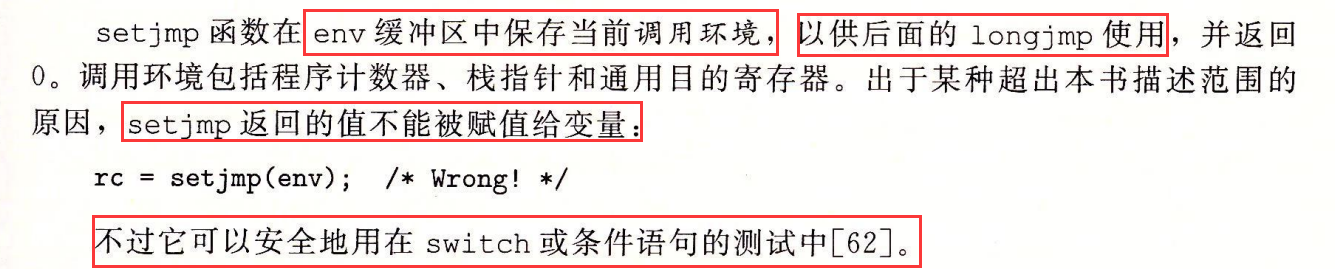 setjmp 函数在 env 缓冲区中保存当前调用环境，以供后面的 longjmp 使用，并返回
0。调用环境包括程序计数器、栈指针和通用目的寄存器。出于某种超出本书描述范围的
原因，setjmp 返回的值不能被赋值给变量：
rc = setjmp(env);  /* Wrong! */
不过它可以安全地用在 switch 或条件语句的测试中[62]。